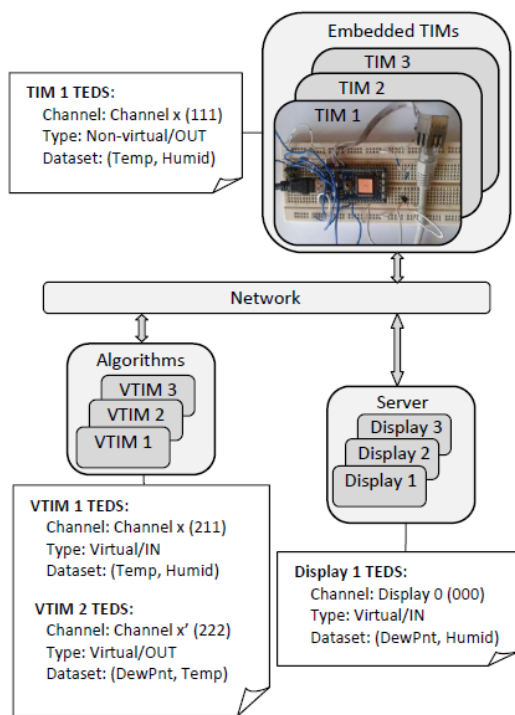 Embedded TIMs
TIM 3
TIM 2
TIM 1
TIM 1 TEDS:
Channel: Channel x (111)
Type: Non-virtual/OUT
Dataset: (Temp, Humid)
Network
Algorithms
VTIM 3
VTIM 2
VTIM 1
Server
Display 3
Display 2
Display 1
VTIM 1 TEDS:
Channel: Channel x (211)
Type: Virtual/IN
Dataset: (Temp, Humid)
VTIM 2 TEDS:
Channel: Channel x’ (222)
Type: Virtual/OUT
Dataset: (DewPnt, Temp)
Display 1 TEDS:
Channel: Display 0 (000)
Type: Virtual/IN
Dataset: (DewPnt, Humid)